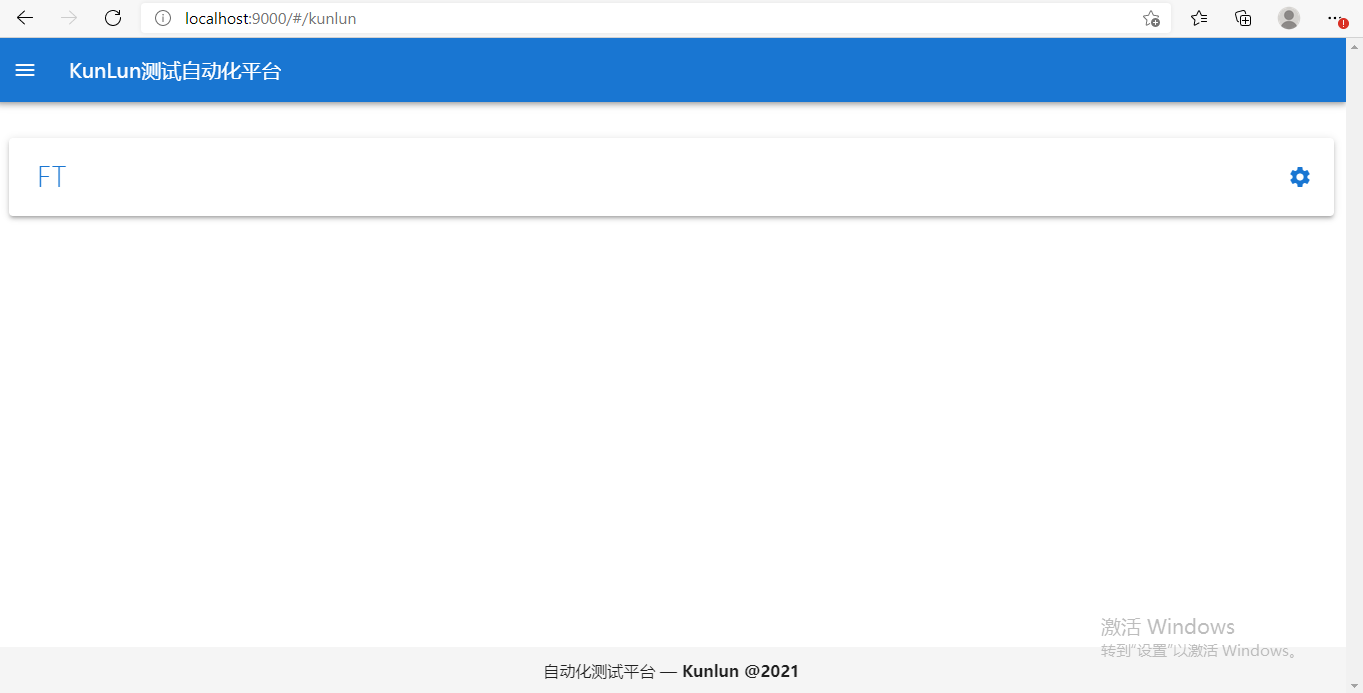 localhost:9000/#/kunlun
KunLun测试自动化平台
FT
激活 Windows
转到"设置"以激活 Windows。
自动化测试平台 — Kunlun @2021